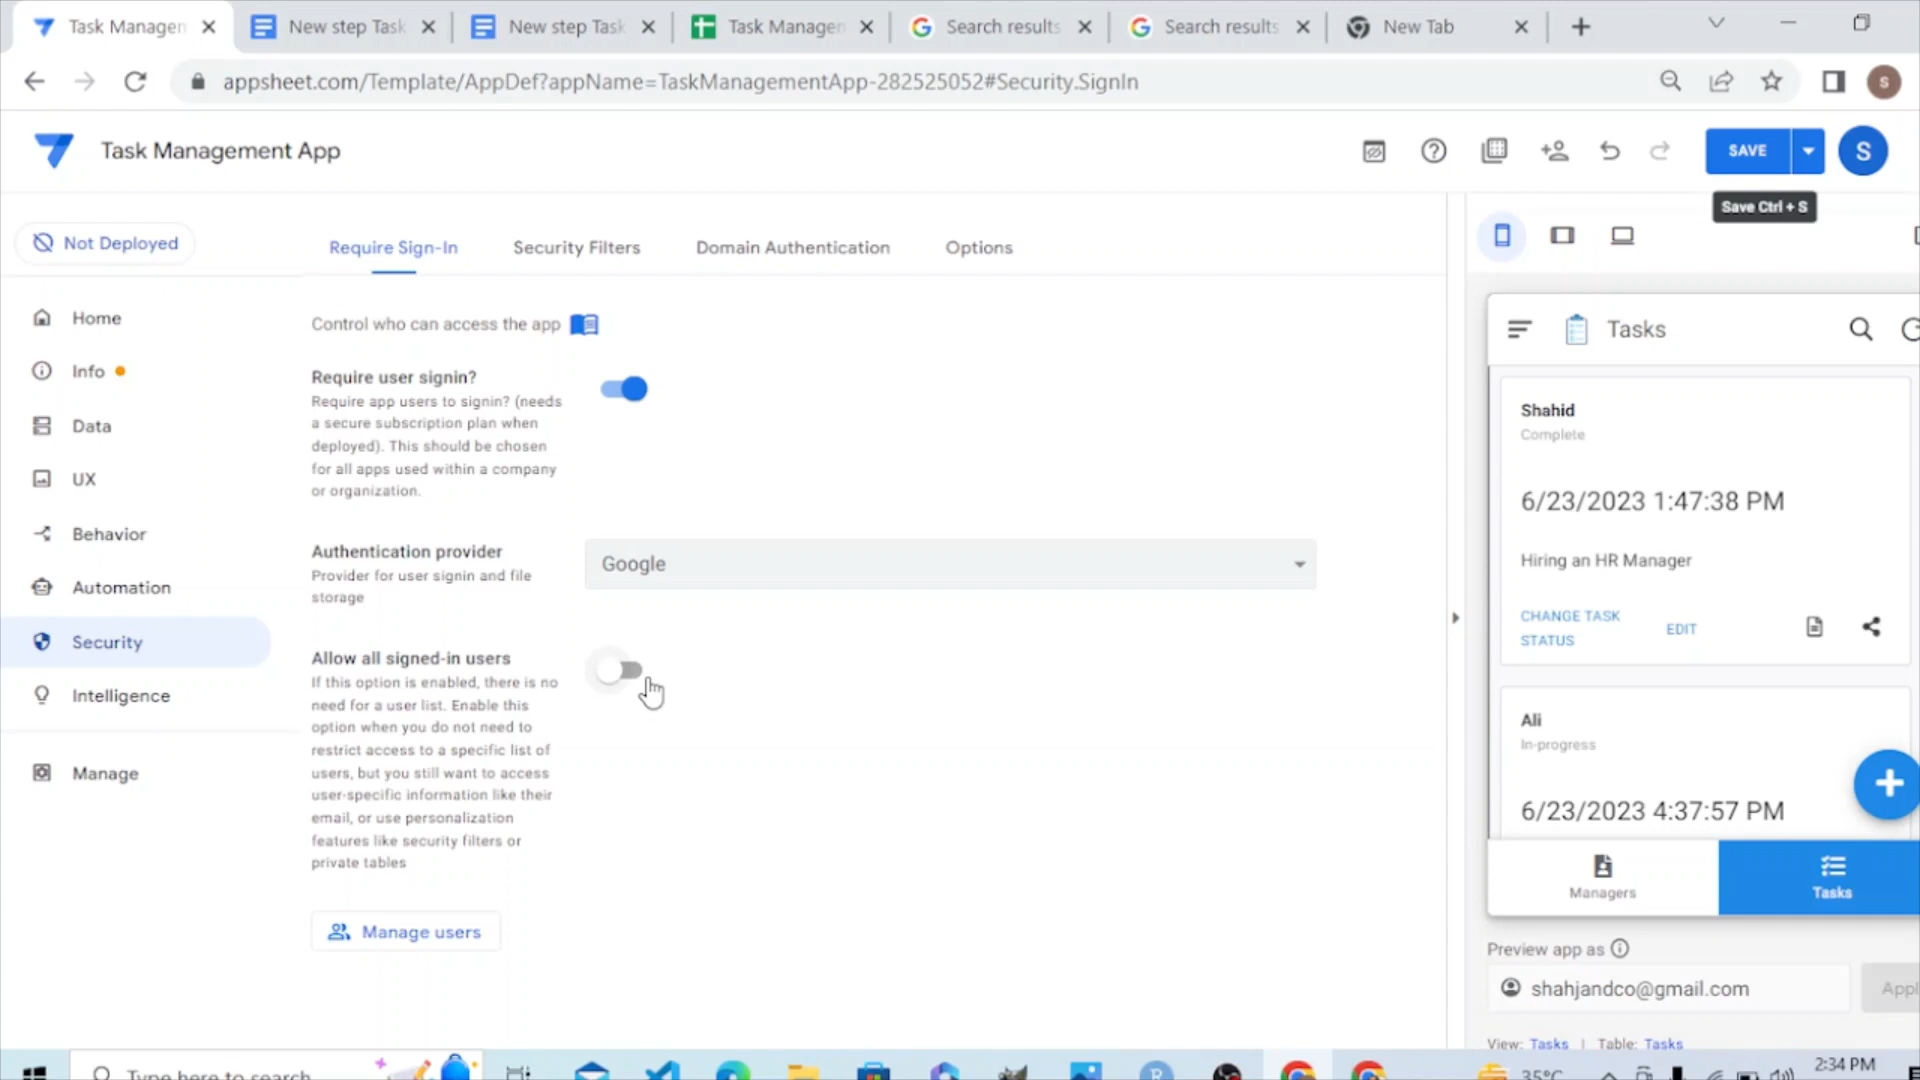 Task Managen
New step Task
New step Task
Task Managen
Search results
Search results
New Tab
appsheet.com/Template/AppDef?appName=TaskManagementApp-282525052#Security.SignIn
S
Task Management App
SAVE
S
Save Ctrl + S
Not Deployed
Require Sign-In
Security Filters
Domain Authentication
Options
Home
Info
Data
UX
Behavior
Automation
Security
Intelligence
Manage
Control who can access the app
Require user signin?
Require app users to signin? (needs
a secure subscription plan when
deployed). This should be chosen
for all apps used within a company
or organization.
Authentication provider
Provider for user signin and file
storage
Google
Allow all signed-in users
If this option is enabled, there is no
need for a user list. Enable this
option when you do not need to
restrict access to a specific list of
users, but you still want to access
user-specific information like their
email, or use personalization
features like security filters or
private tables
Manage users
Tasks
Shahid
Complete
6/23/2023 1:47:38 PM
Hiring an HR Manager
CHANGE TASK
STATUS
EDIT
Ali
In-progress
6/23/2023 4:37:57 PM
Managers
Tasks
Preview app as
shahjandco@gmail.com
Appl
View: Tasks | Table: Tasks
Type here to search
35°C
2:34 PM